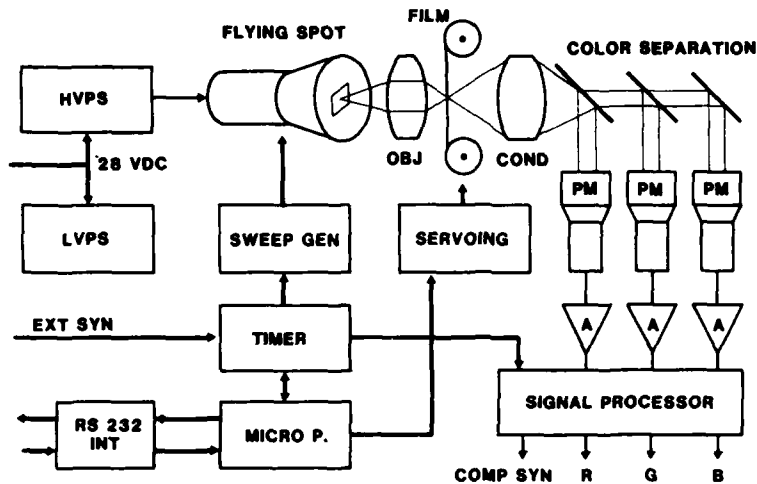 FILM
FLYING SPOT
COLOR SEPARATION
HVPS
OBJ
COND
28 VDC
PM
PM
PM
LVPS
SWEEP GEN
SERVOING
EXT SYN
TIMER
A
A
A
SIGNAL PROCESSOR
RS 232
INT
MICRO P.
COMP SYN
R
G
B